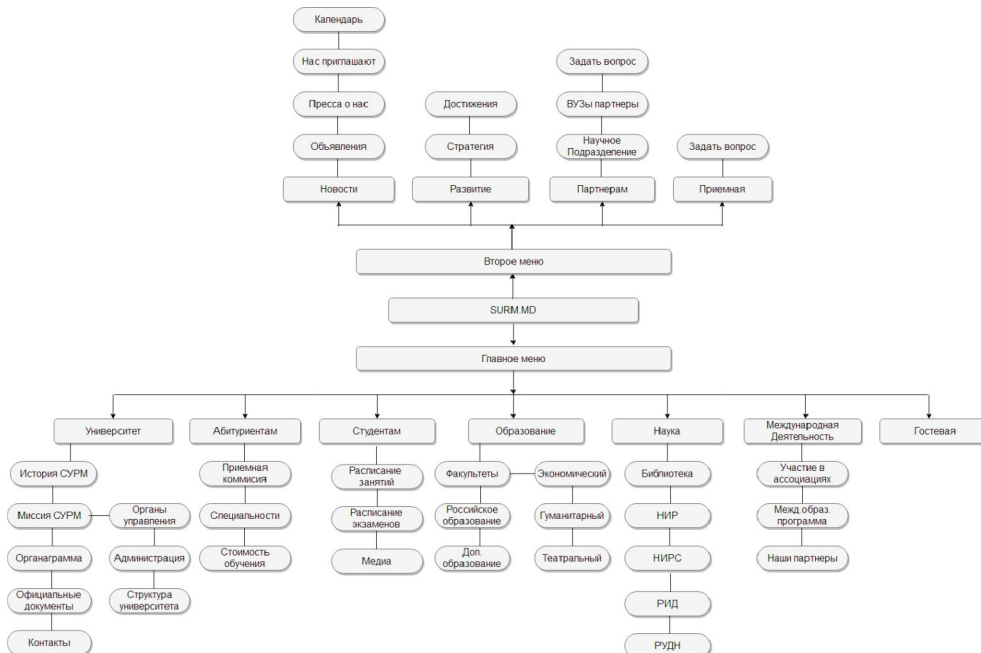 Календарь
Нас приглашают
Задать вопрос
Пресса о нас
Достижения
ВУЗы партнеры
Объявления
Стратегия
Научное
Подразделение
Задать вопрос
Новости
Развитие
Партнерам
Приемная
Второе меню
SURM.MD
Главное меню
Университет
Абитуриентам
Студентам
Образование
Наука
Международная
Деятельность
Гостевая
История СУРМ
Приемная
коммисия
Расписание
занятий
Факультеты
Экономический
Библиотека
Участие в
ассоциациях
Миссия СУРМ
Органы
управления
Специальности
Расписание
экзаменов
Российское
образование
Гуманитарный
НИР
Межд.образ.
программа
Органаграмма
Администрация
Стоимость
обучения
Медиа
Доп.
образование
Театральный
НИРС
Наши партнеры
Официальные
документы
Структура
университета
РИД
Контакты
РУДН